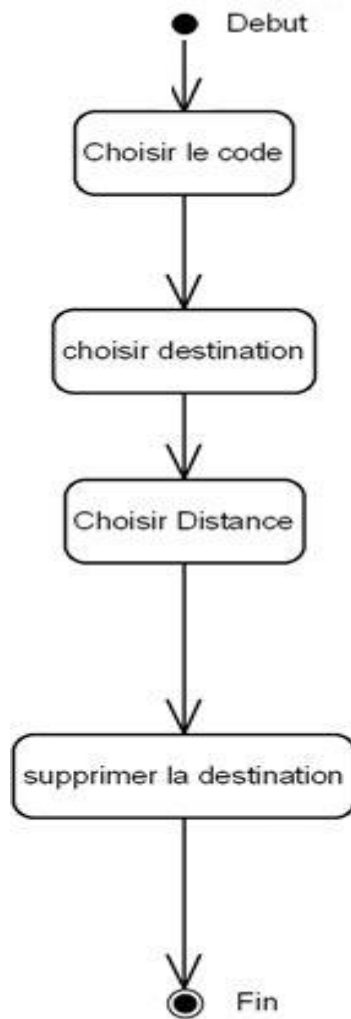 Debut
Choisir le code
choisir destination
Choisir Distance
supprimer la destination
Fin